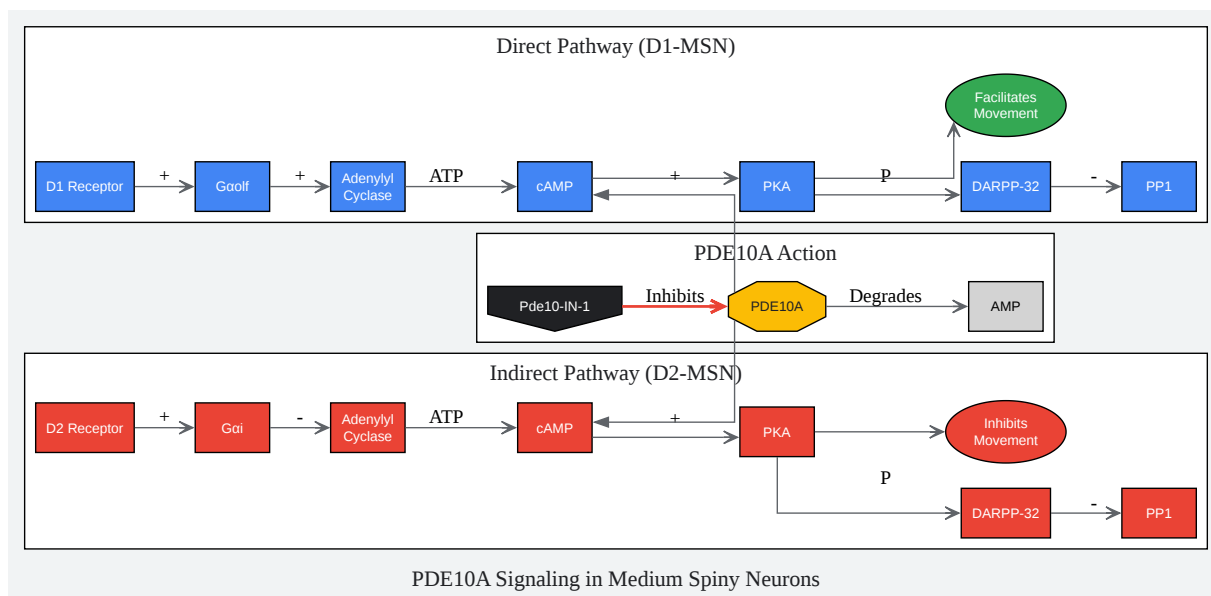 Direct Pathway (D1-MSN)
Facilitates
Movement
D1 Receptor
+
Gαolf
+
Adenylyl
Cyclase
ATP
cAMP
+
PKA
P
DARPP-32
-
PP1
PDE10A Action
Pde10-IN-1
Inhibits
PDE10A
Degrades
AMP
Indirect Pathway (D2-MSN)
D2 Receptor
+
Gαi
-
Adenylyl
Cyclase
ATP
cAMP
+
PKA
Inhibits
Movement
P
DARPP-32
-
PP1
PDE10A Signaling in Medium Spiny Neurons